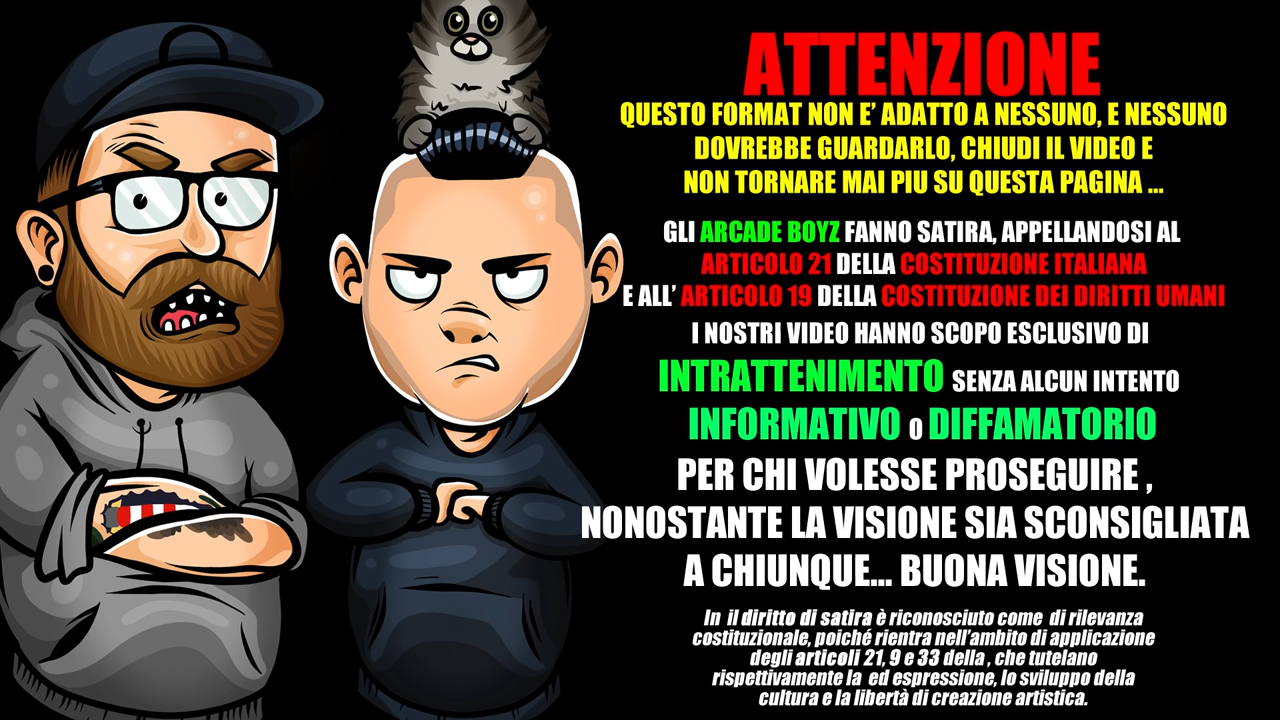 ATTENZIONE
QUESTO FORMAT NON E' ADATTO A NESSUNO, E NESSUNO
DOVREBBE GUARDARLO, CHIUDI IL VIDEO E
NON TORNARE MAI PIU SU QUESTA PAGINA ...
GLI ARCADE BOYZ FANNO SATIRA, APPELLANDOSI AL
ARTICOLO 21 DELLA COSTITUZIONE ITALIANA
E ALL' ARTICOLO 19 DELLA COSTITUZIONE DEI DIRITTI UMANI
I NOSTRI VIDEO HANNO SCOPO ESCLUSIVO DI
INTRATTENIMENTO SENZA ALCUN INTENTO
INFORMATIVO O DIFFAMATORIO
PER CHI VOLESSE PROSEGUIRE ,
NONOSTANTE LA VISIONE SIA SCONSIGLIATA
A CHIUNQUE... BUONA VISIONE.
In il diritto di satira è riconosciuto come di rilevanza
costituzionale, poiché rientra nell'ambito di applicazione
degli articoli 21, 9 e 33 della , che tutelano
rispettivamente la ed espressione, lo sviluppo della
cultura e la libertà di creazione artistica.